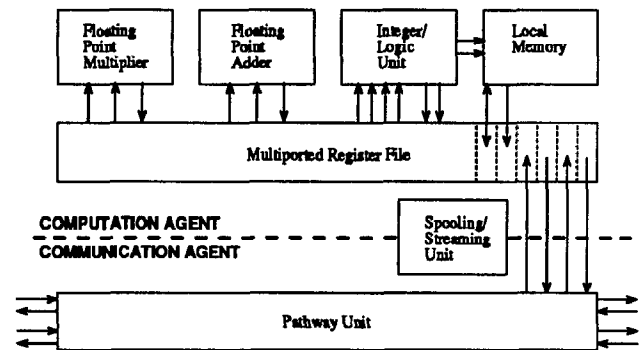 Floating
Point
Multiplier
Floating
Point
Adder
Integer/
Logic
Unit
Local
Memory
Multiported Register File
COMPUTATION AGENT
COMMUNICATION AGENT
Spooling/
Streaming
Unit
Pathway Unit